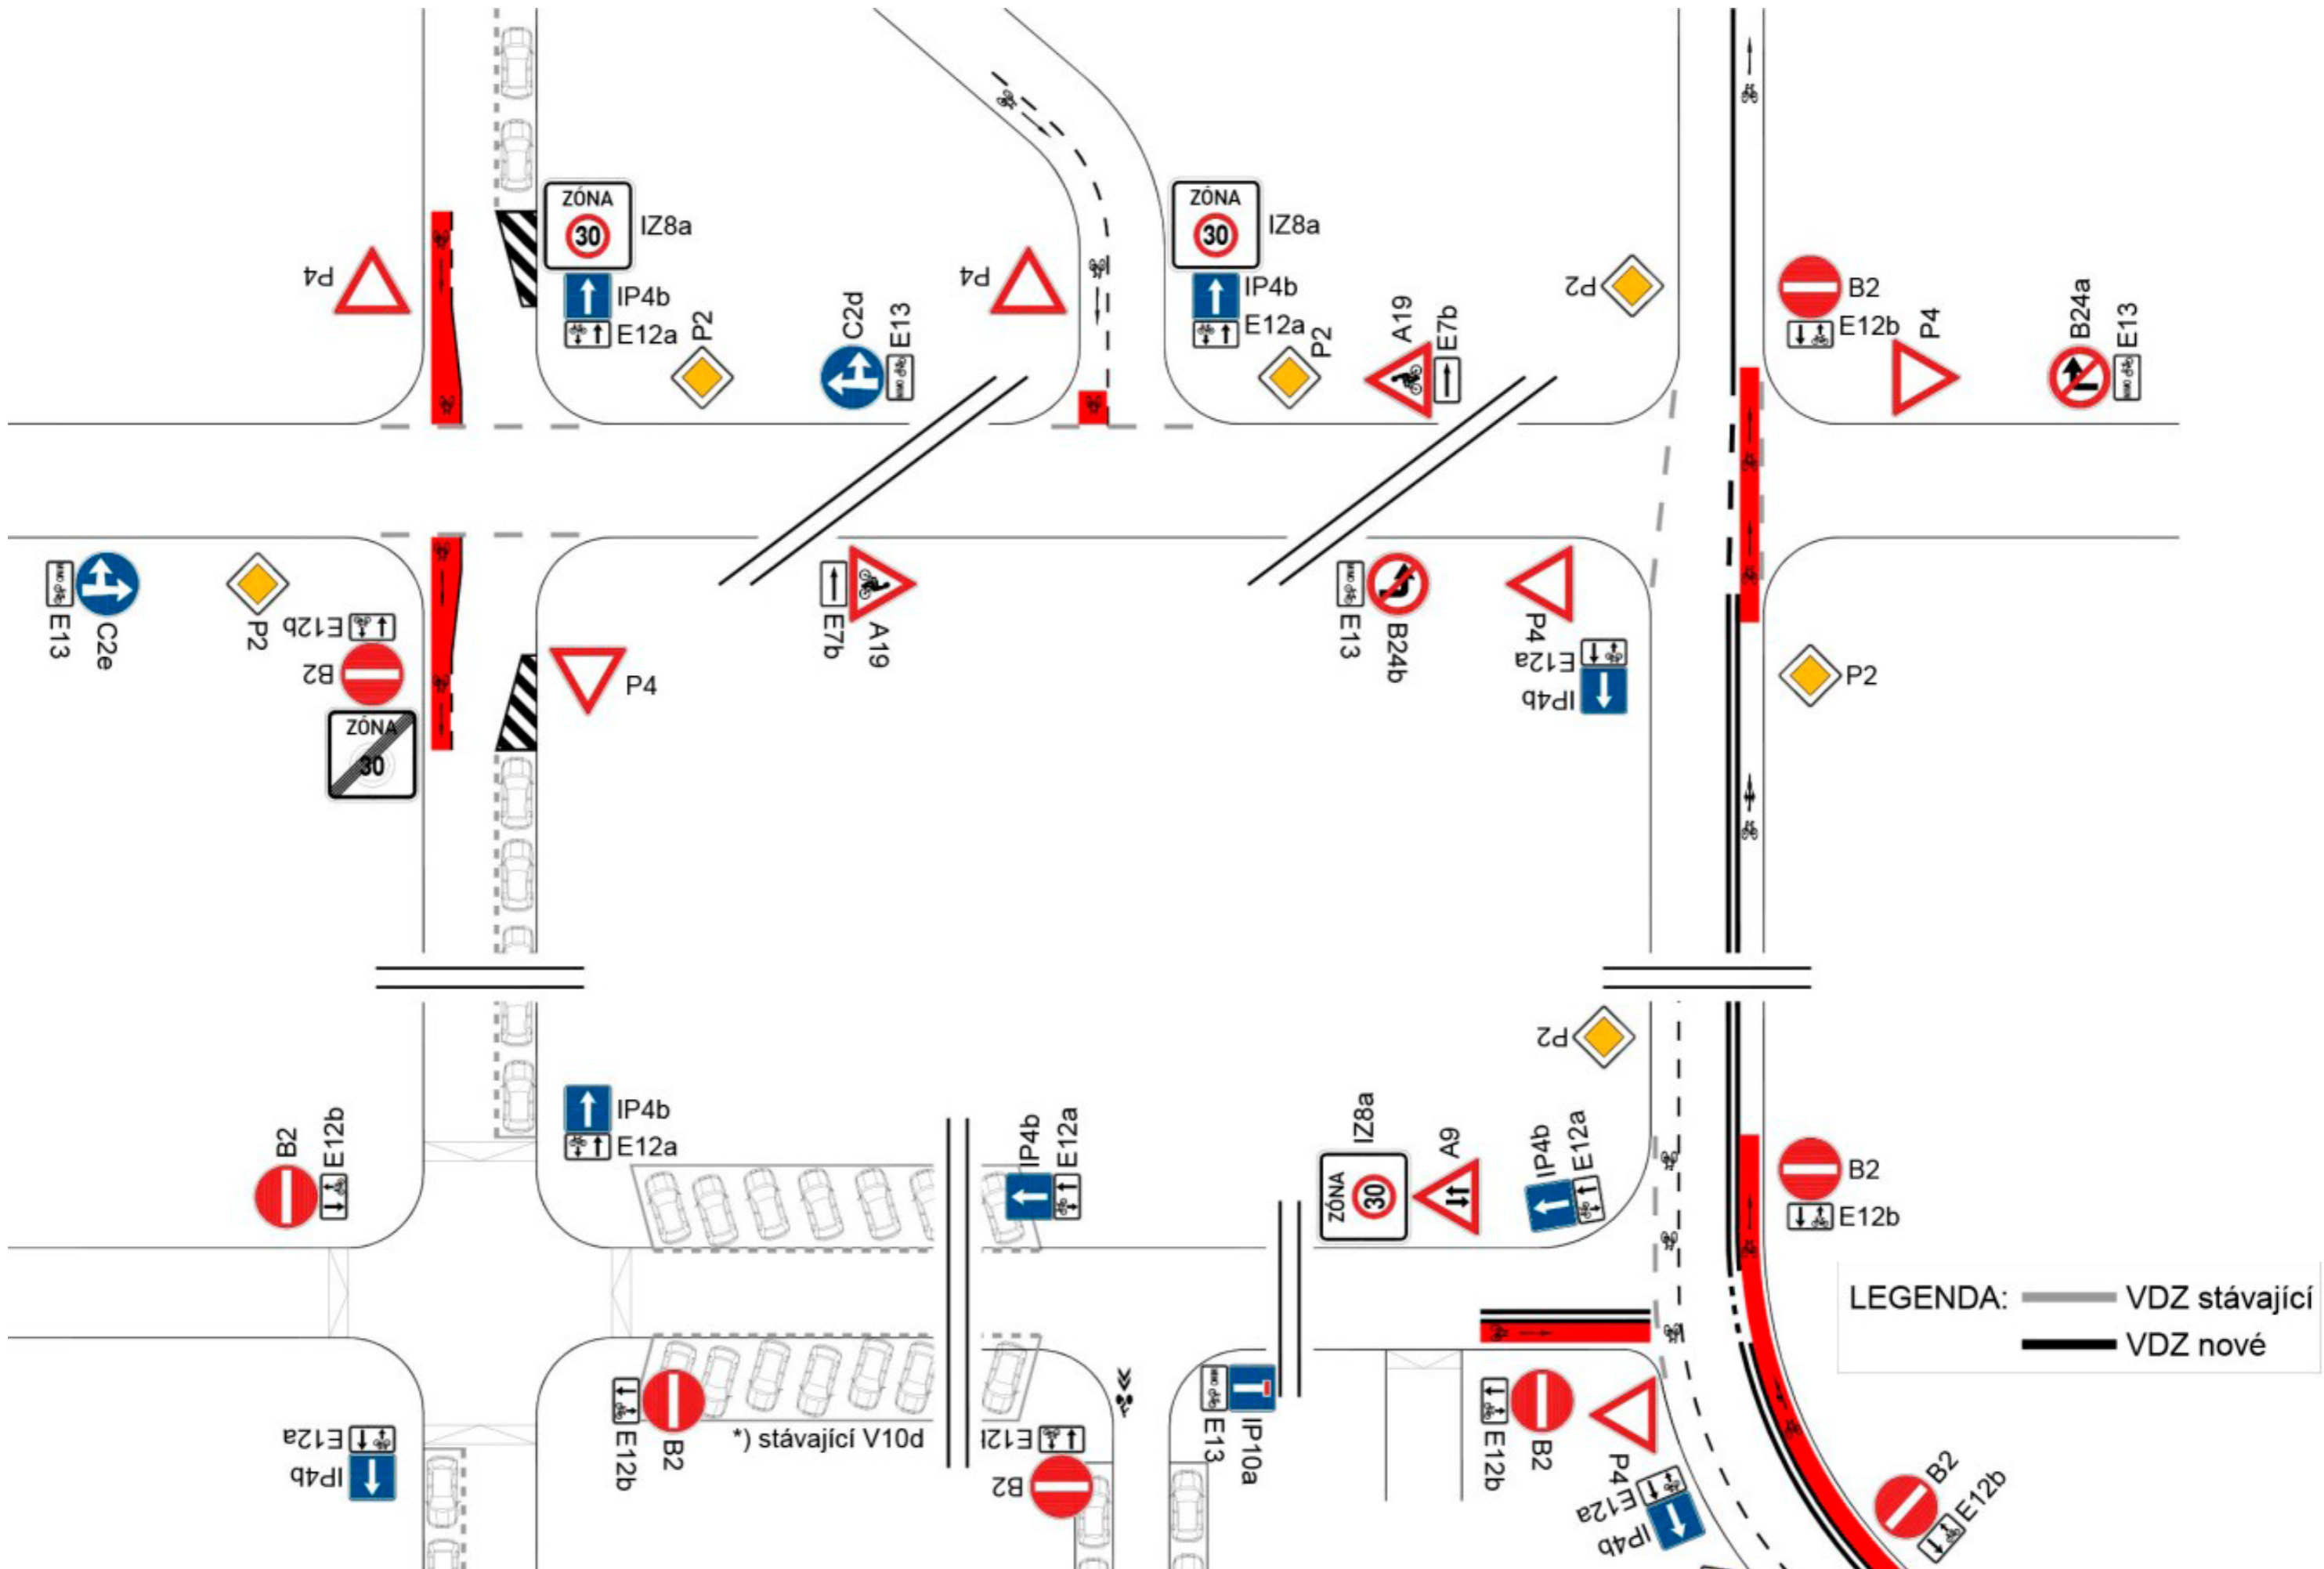 ZÓNA
30
IZ8a
IP4b
E12a
P4
P2
C2d
E13
P4
ZÓNA
30
IZ8a
IP4b
E12a
P2
A19
E7b
P2
B2
E12b
P4
B24a
E13
E13
C2e
P2
E12b
B2
ZÓNA
30
P4
E7b
A19
E13
B24b
P4
E12a
IP4b
P2
P2
B2
E12b
IP4b
E12a
IP4b
E12a
IZ8a
ZÓNA
30
A9
IP4b
E12a
B2
E12b
LEGENDA:
VDZ stávající
VDZ nové
E12a
IP4b
E12b
B2
*) stávající V10d
B2
E13
IP10a
E12b
B2
P4
E12a
IP4b
B2
E12b